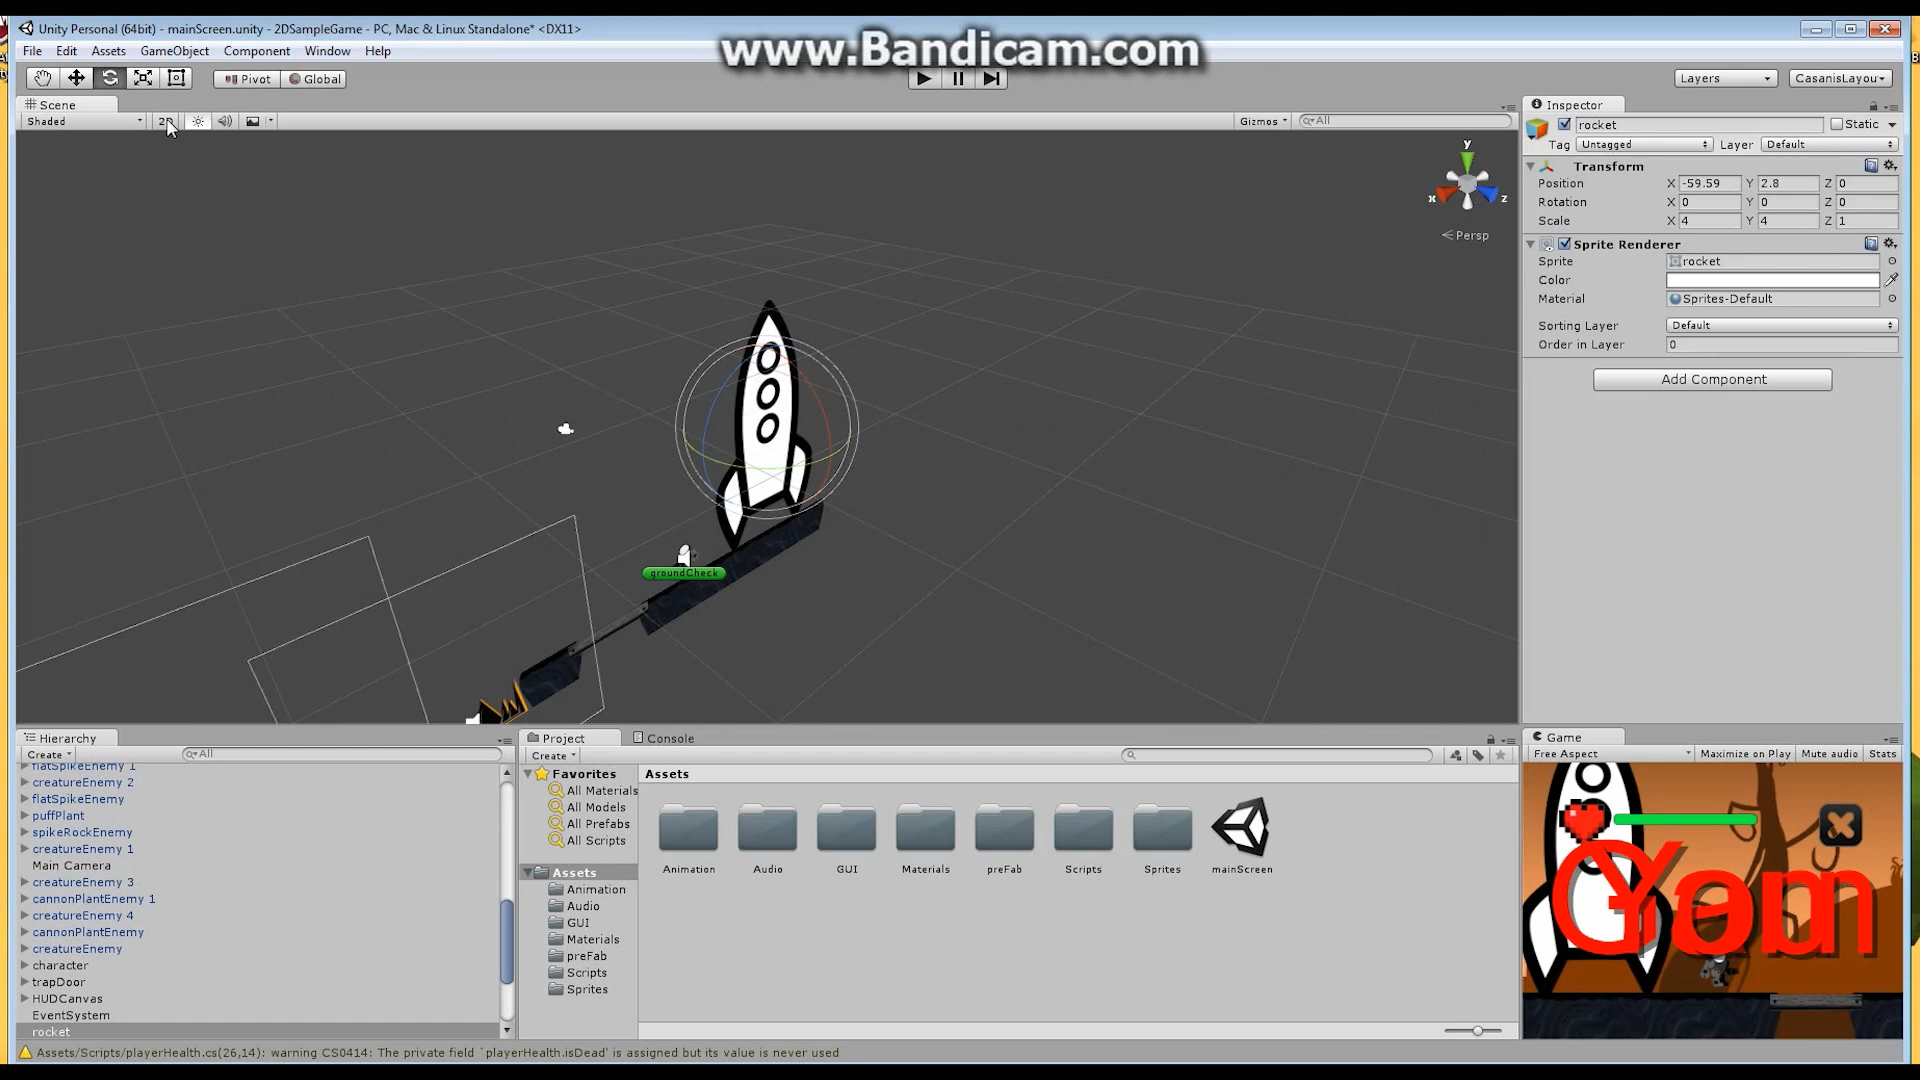 Unity Personal (64bit) - mainScreen.unity - 2DSampleGame - PC, Mac & Linux Standalone* <DX11>
www.Bandicam.com
File Edit Assets GameObject Component Window Help
Pivot Global
Layers CasanisLayou
Scene
Shaded 2D
Gizmos All
y
x z
Persp
groundCheck
Inspector
rocket Static
Tag Untagged Layer Default
Transform
Position X -59.59 Y 2.8 Z 0
Rotation X 0 Y 0 Z 0
Scale X 4 Y 4 Z 1
Sprite Renderer
Sprite rocket
Color
Material Sprites-Default
Sorting Layer Default
Order in Layer 0
Add Component
Hierarchy
Create All
flatSpikeEnemy 1
creatureEnemy 2
flatSpikeEnemy
puffPlant
spikeRockEnemy
creatureEnemy 1
Main Camera
creatureEnemy 3
cannonPlantEnemy 1
creatureEnemy 4
cannonPlantEnemy
creatureEnemy
character
trapDoor
HUDCanvas
EventSystem
rocket
Project Console
Create
Favorites
All Materials
All Models
All Prefabs
All Scripts
Assets
Animation
Audio
GUI
Materials
preFab
Scripts
Sprites
Assets
Animation Audio GUI Materials preFab Scripts Sprites mainScreen
Game
Free Aspect Maximize on Play Mute audio Stats
Assets/Scripts/playerHealth.cs(26,14): warning CS0414: The private field `playerHealth.isDead' is assigned but its value is never used